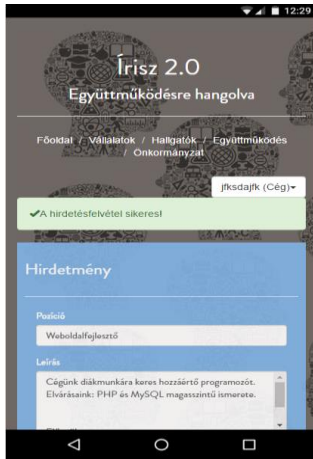 12:29
Írisz 2.0
Együttműködésre hangolva
Főoldal / Vállalatok / Hallgatók / Együttműködés
/ Önkormányzat
jfksdajfk (Cég)
A hirdetésfelvétel sikeres!
Hirdetmény
Pozíció
Weboldalfejlesztő
Leírás
Cégünk diákmunkára keres hozzáértő programozót.
Elvárásaink: PHP és MySQL magasszintű ismerete.